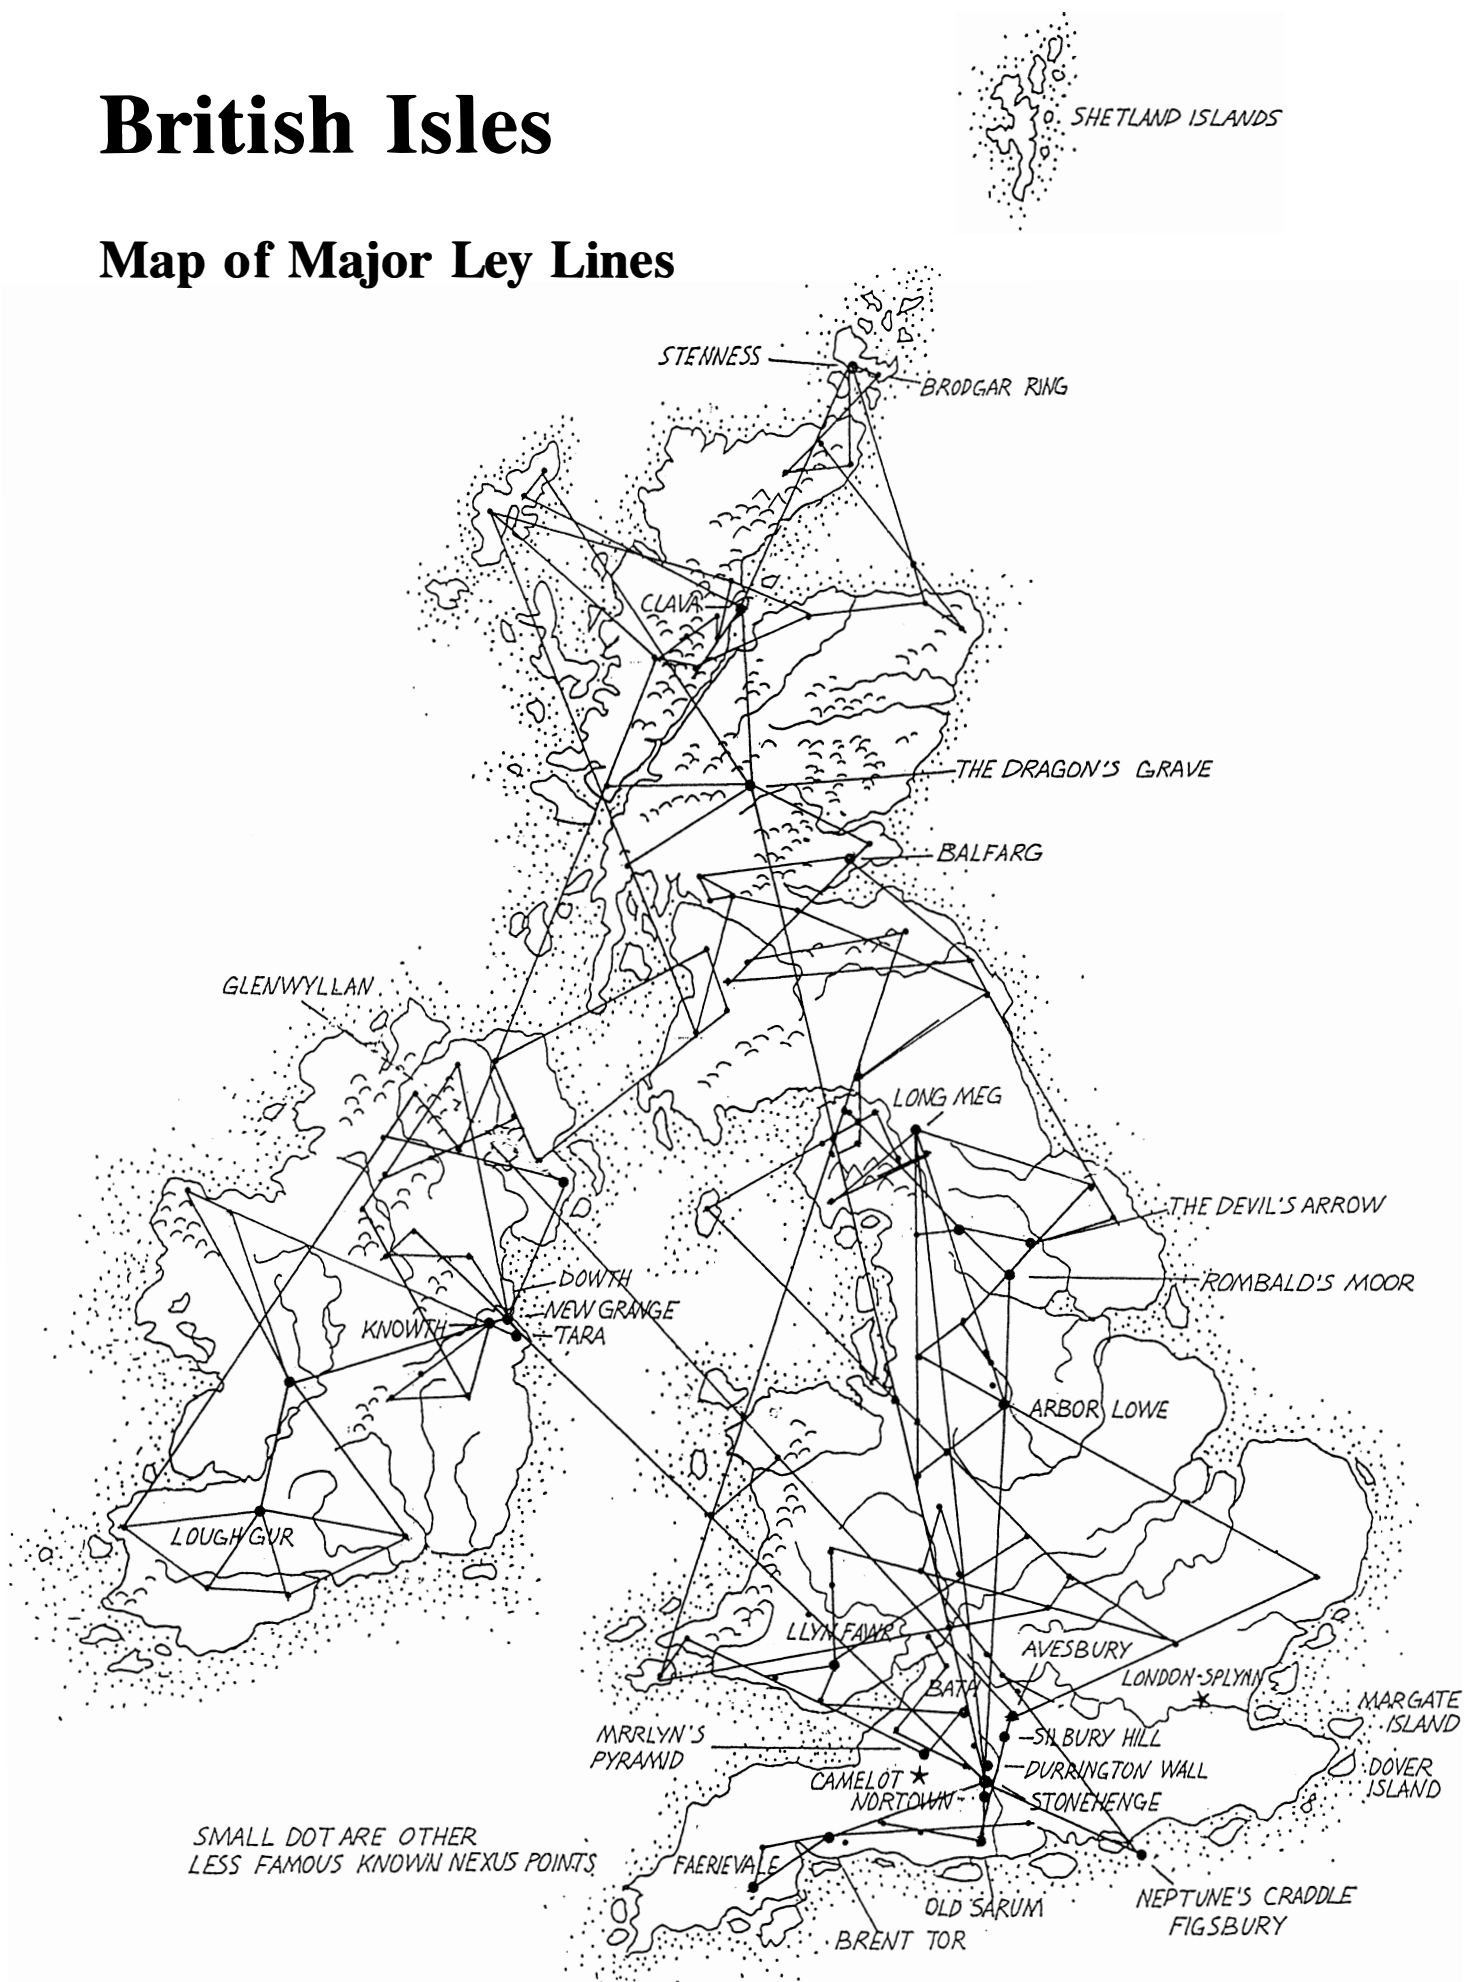 British Isles
SHETLAND ISLANDS
Map of Major Ley Lines
STENNESS
BRODGAR RING
CLAVA
THE DRAGON'S GRAVE
BALFARG
GLENWYLLAN
LONG MEG
THE DEVIL'S ARROW
DOWTH
ROMBALD'S MOOR
NEW GRANGE
KNOWTH
TARA
ARBOR LOWE
LOUGH GUR
LLYN FAWR
AVESBURY
LONDON-SPLYNN
BATH
MARGATE
ISLAND
MRRLYN'S
PYRAMID
SILBURY HILL
DURRINGTON WALL
DOVER
ISLAND
CAMELOT
NORTOWN
STONEHENGE
SMALL DOT ARE OTHER
LESS FAMOUS KNOWN NEXUS POINTS
FAERIEVALE
OLD SARUM
NEPTUNE'S CRADDLE
FIGSBURY
BRENT TOR